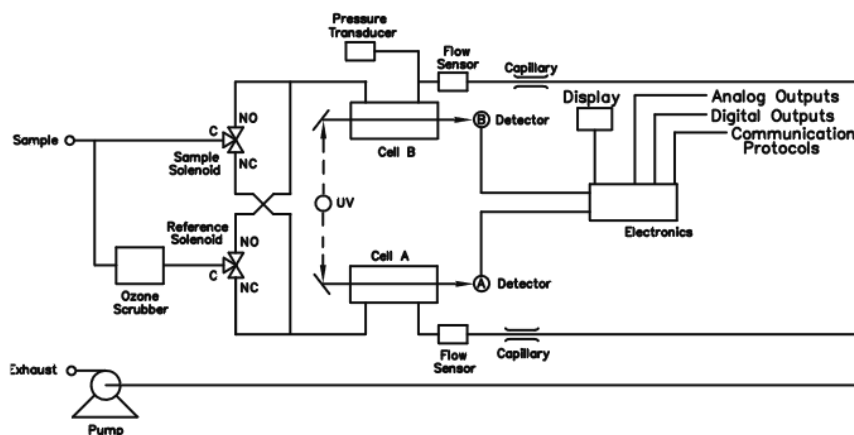 Pressure
Transducer
Flow
Sensor
Capillary
Display
Analog Outputs
Digital Outputs
Communication
Protocols
NO
C
Sample
Sample
Solenoid
NC
B
Detector
Cell B
UV
Electronics
Reference
Solenoid
NO
C
NC
Cell A
A
Detector
Ozone
Scrubber
Flow
Sensor
Capillary
Exhaust
Pump